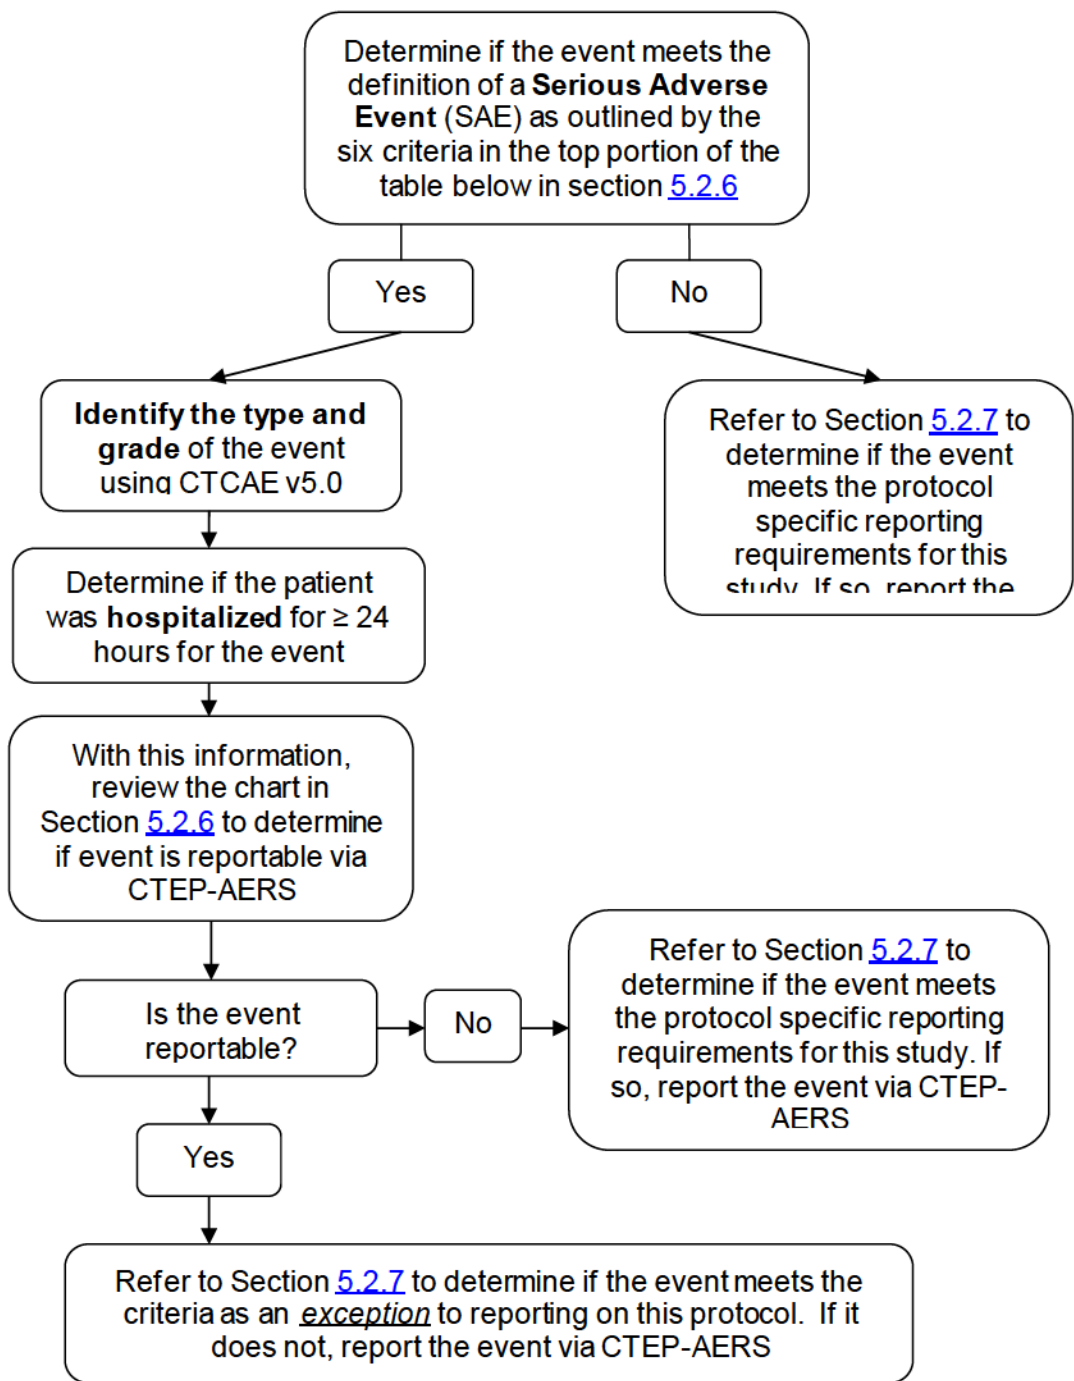 Determine if the event meets the
definition of a Serious Adverse
Event (SAE) as outlined by the
six criteria in the top portion of the
table below in section 5.2.6
Yes
No
Identify the type and
grade of the event
using CTCAE v5.0
Refer to Section 5.2.7 to
determine if the event
meets the protocol
specific reporting
requirements for this
study. If so, report the
Determine if the patient
was hospitalized for ≥ 24
hours for the event
With this information,
review the chart in
Section 5.2.6 to determine
if event is reportable via
CTEP-AERS
Is the event
reportable?
No
Refer to Section 5.2.7 to
determine if the event meets
the protocol specific reporting
requirements for this study. If
so, report the event via CTEP-
AERS
Yes
Refer to Section 5.2.7 to determine if the event meets the
criteria as an exception to reporting on this protocol. If it
does not, report the event via CTEP-AERS